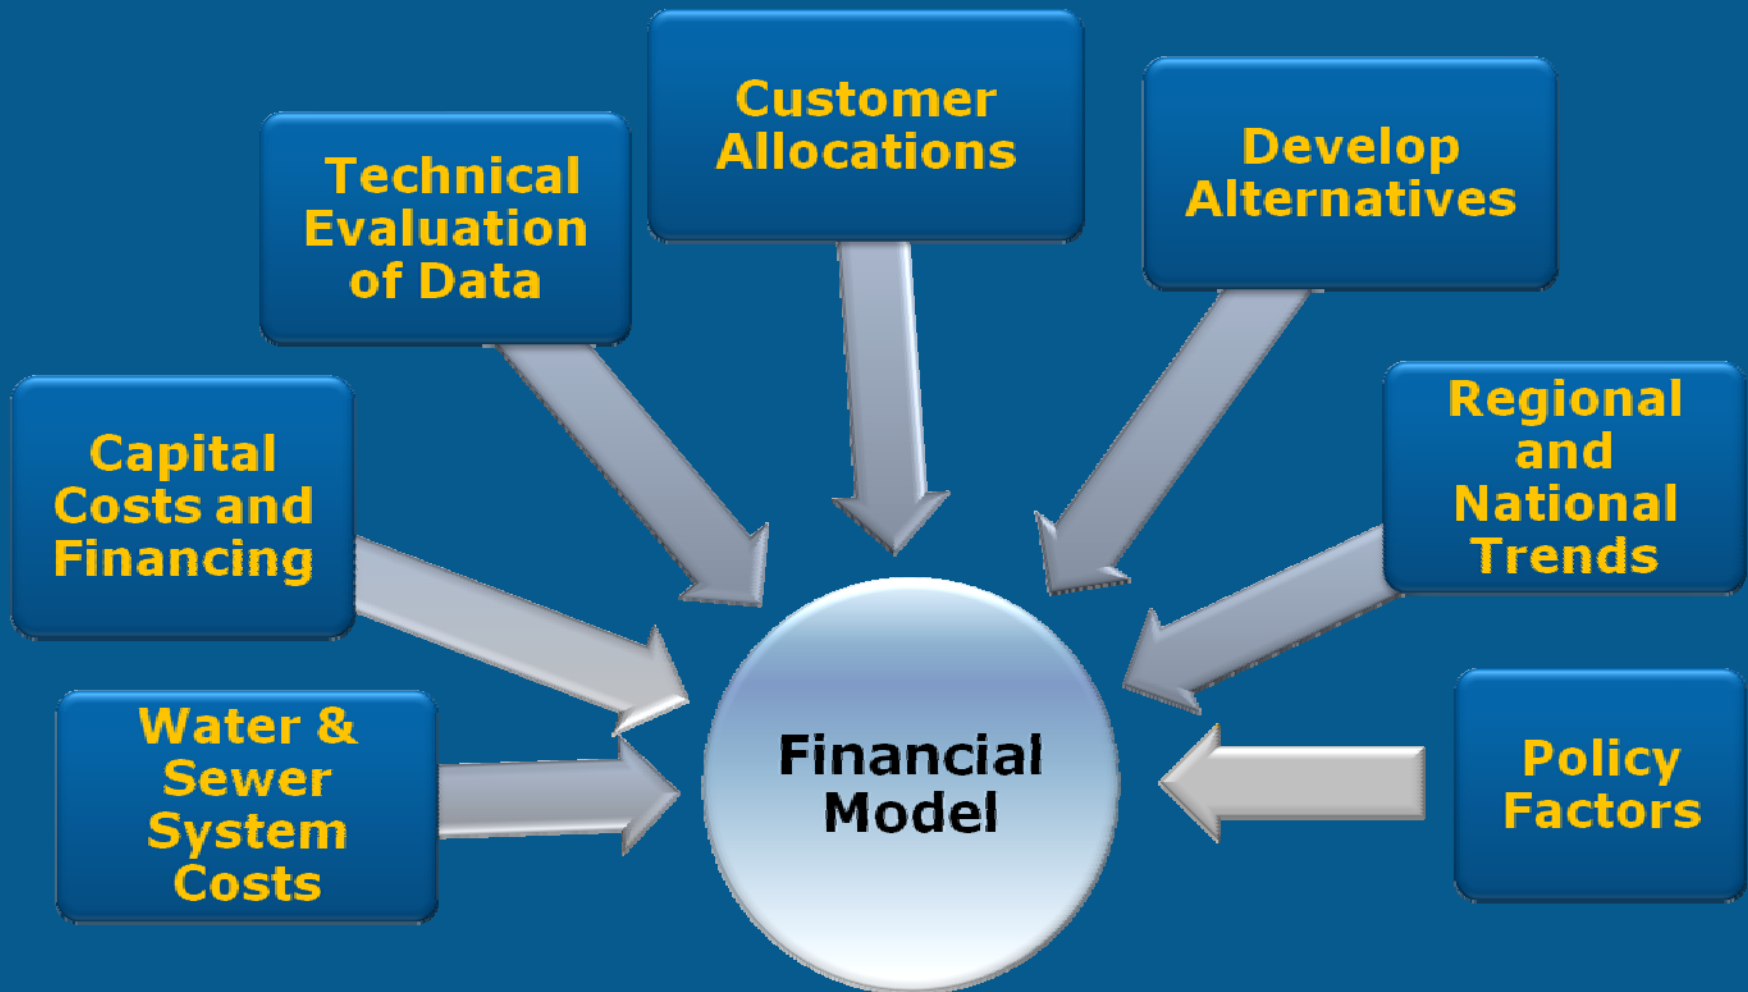 Customer
Allocations
Develop
Alternatives
Technical
Evaluation
of Data
Regional
and
National
Trends
Capital
Costs and
Financing
Water &
Sewer
System
Costs
Financial
Model
Policy
Factors